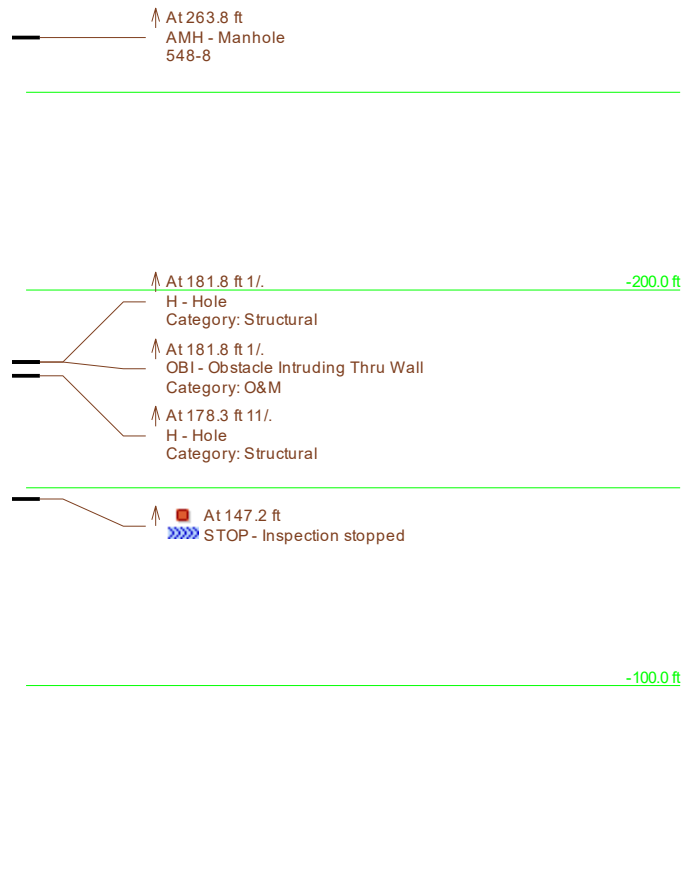 At 263.8 ft
AMH - Manhole
548-8
At 181.8 ft 1/.
-200.0 ft
H - Hole
Category: Structural
At 181.8 ft 1/.
OBI - Obstacle Intruding Thru Wall
Category: O&M
At 178.3 ft 11/.
H - Hole
Category: Structural
At 147.2 ft
STOP - Inspection stopped
-100.0 ft